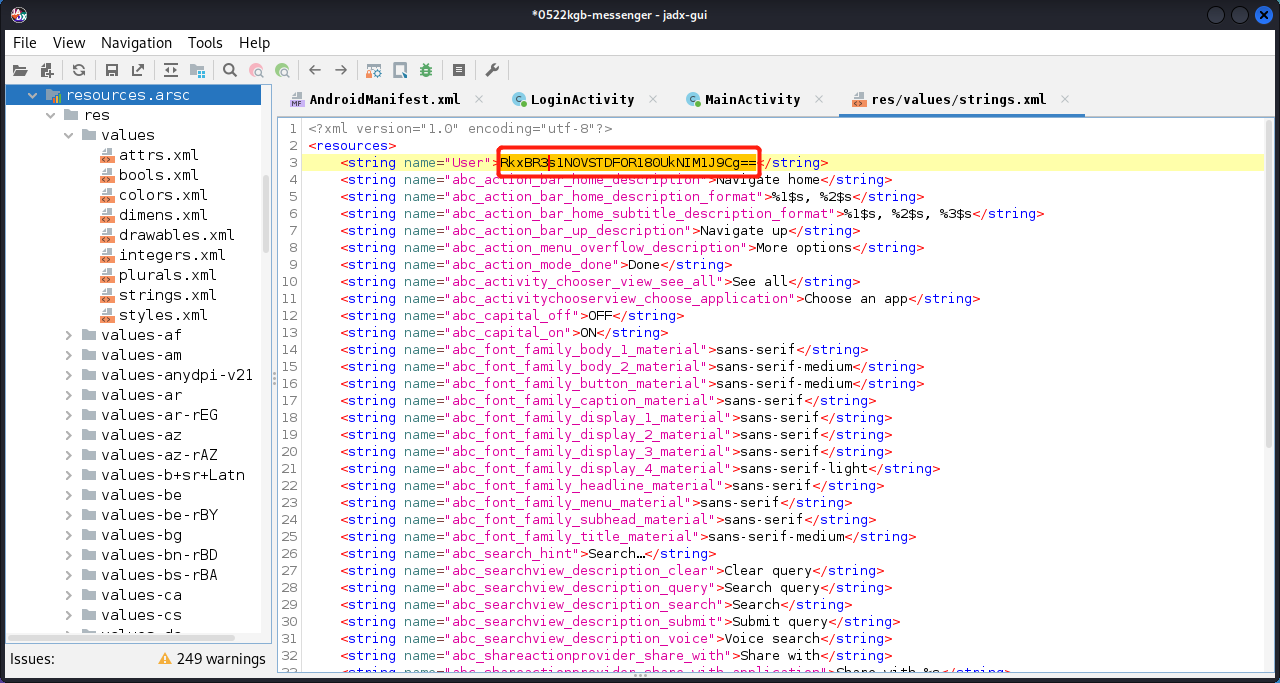 *0522kgb-messenger - jadx-gui
File View Navigation Tools Help
resources.arsc
res
values
attrs.xml
bools.xml
colors.xml
dimens.xml
drawables.xml
integers.xml
plurals.xml
strings.xml
styles.xml
values-af
values-am
values-anydpi-v21
values-ar
values-ar-rEG
values-az
values-az-rAZ
values-b+sr+Latn
values-be
values-be-rBY
values-bg
values-bn-rBD
values-bs-rBA
values-ca
values-cs
Issues: 249 warnings
AndroidManifest.xml LoginActivity MainActivity res/values/strings.xml
1 <?xml version="1.0" encoding="utf-8"?>
2 <resources>
3 <string name="User">RkxBR3s1N0VSTDFOR180UkNIM1J9Cg==</string>
4 <string name="abc_action_bar_home_description">Navigate home</string>
5 <string name="abc_action_bar_home_description_format">%1$s, %2$s</string>
6 <string name="abc_action_bar_home_subtitle_description_format">%1$s, %2$s, %3$s</string>
7 <string name="abc_action_bar_up_description">Navigate up</string>
8 <string name="abc_action_menu_overflow_description">More options</string>
9 <string name="abc_action_mode_done">Done</string>
10 <string name="abc_activity_chooser_view_see_all">See all</string>
11 <string name="abc_activitychooserview_choose_application">Choose an app</string>
12 <string name="abc_capital_off">OFF</string>
13 <string name="abc_capital_on">ON</string>
14 <string name="abc_font_family_body_1_material">sans-serif</string>
15 <string name="abc_font_family_body_2_material">sans-serif-medium</string>
16 <string name="abc_font_family_button_material">sans-serif-medium</string>
17 <string name="abc_font_family_caption_material">sans-serif</string>
18 <string name="abc_font_family_display_1_material">sans-serif</string>
19 <string name="abc_font_family_display_2_material">sans-serif</string>
20 <string name="abc_font_family_display_3_material">sans-serif</string>
21 <string name="abc_font_family_display_4_material">sans-serif-light</string>
22 <string name="abc_font_family_headline_material">sans-serif</string>
23 <string name="abc_font_family_menu_material">sans-serif</string>
24 <string name="abc_font_family_subhead_material">sans-serif</string>
25 <string name="abc_font_family_title_material">sans-serif-medium</string>
26 <string name="abc_search_hint">Search…</string>
27 <string name="abc_searchview_description_clear">Clear query</string>
28 <string name="abc_searchview_description_query">Search query</string>
29 <string name="abc_searchview_description_search">Search</string>
30 <string name="abc_searchview_description_submit">Submit query</string>
31 <string name="abc_searchview_description_voice">Voice search</string>
32 <string name="abc_shareactionprovider_share_with">Share with</string>
33 <string name="abc_shareactionprovider_share_with_application">Share with %s</string>